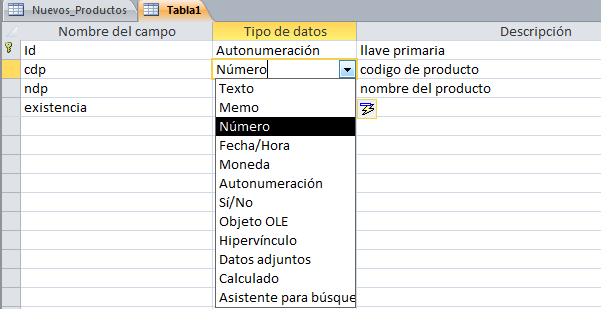 Nuevos_Productos Tabla1
Nombre del campo Tipo de datos Descripción
Id Autonumeración llave primaria
cdp Número codigo de producto
ndp Texto nombre del producto
existencia Memo
Número
Fecha/Hora
Moneda
Autonumeración
Sí/No
Objeto OLE
Hipervínculo
Datos adjuntos
Calculado
Asistente para búsque